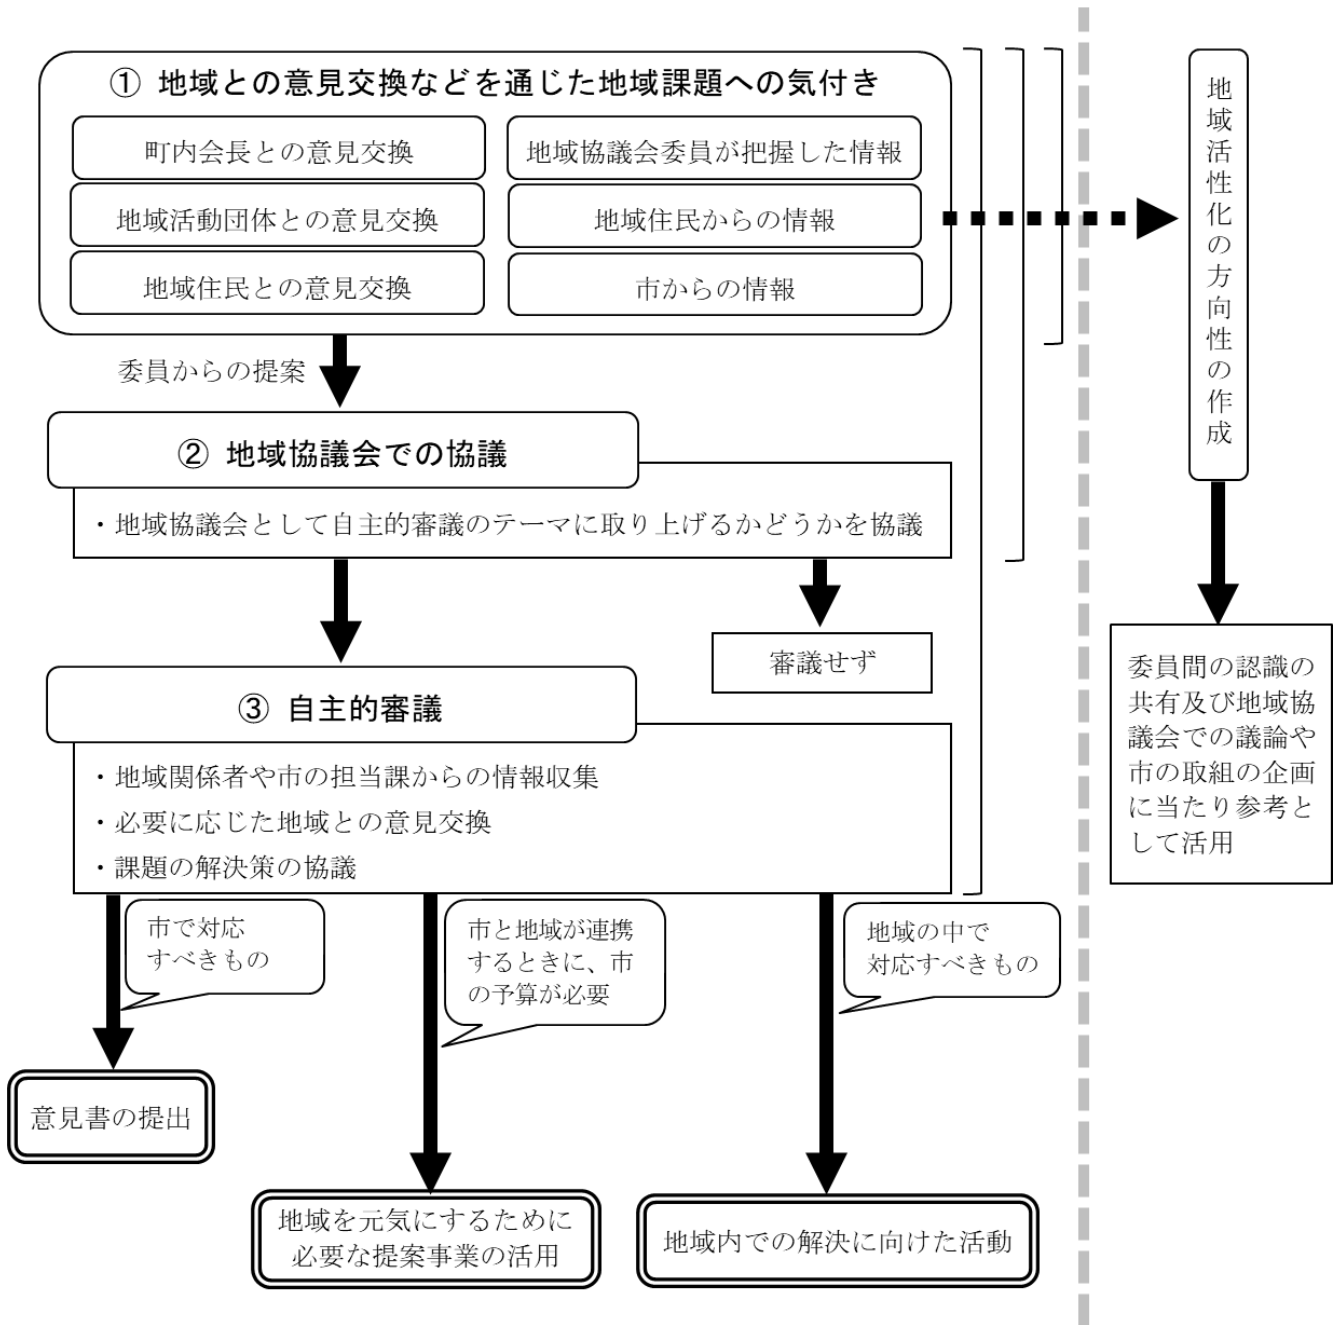 ① 地域との意見交換などを通じた地域課題への気付き
町内会長との意見交換
地域協議会委員が把握した情報
地域活動団体との意見交換
地域住民からの情報
地域住民との意見交換
市からの情報
委員からの提案
② 地域協議会での協議
・地域協議会として自主的審議のテーマに取り上げるかどうかを協議
審議せず
③ 自主的審議
・地域関係者や市の担当課からの情報収集
・必要に応じた地域との意見交換
・課題の解決策の協議
市で対応
すべきもの
市と地域が連携
するときに、市
の予算が必要
地域の中で
対応すべきもの
意見書の提出
地域を元気にするために
必要な提案事業の活用
地域内での解決に向けた活動
地域活性化の方向性の作成
委員間の認識の
共有及び地域協
議会での議論や
市の取組の企画
に当たり参考と
して活用